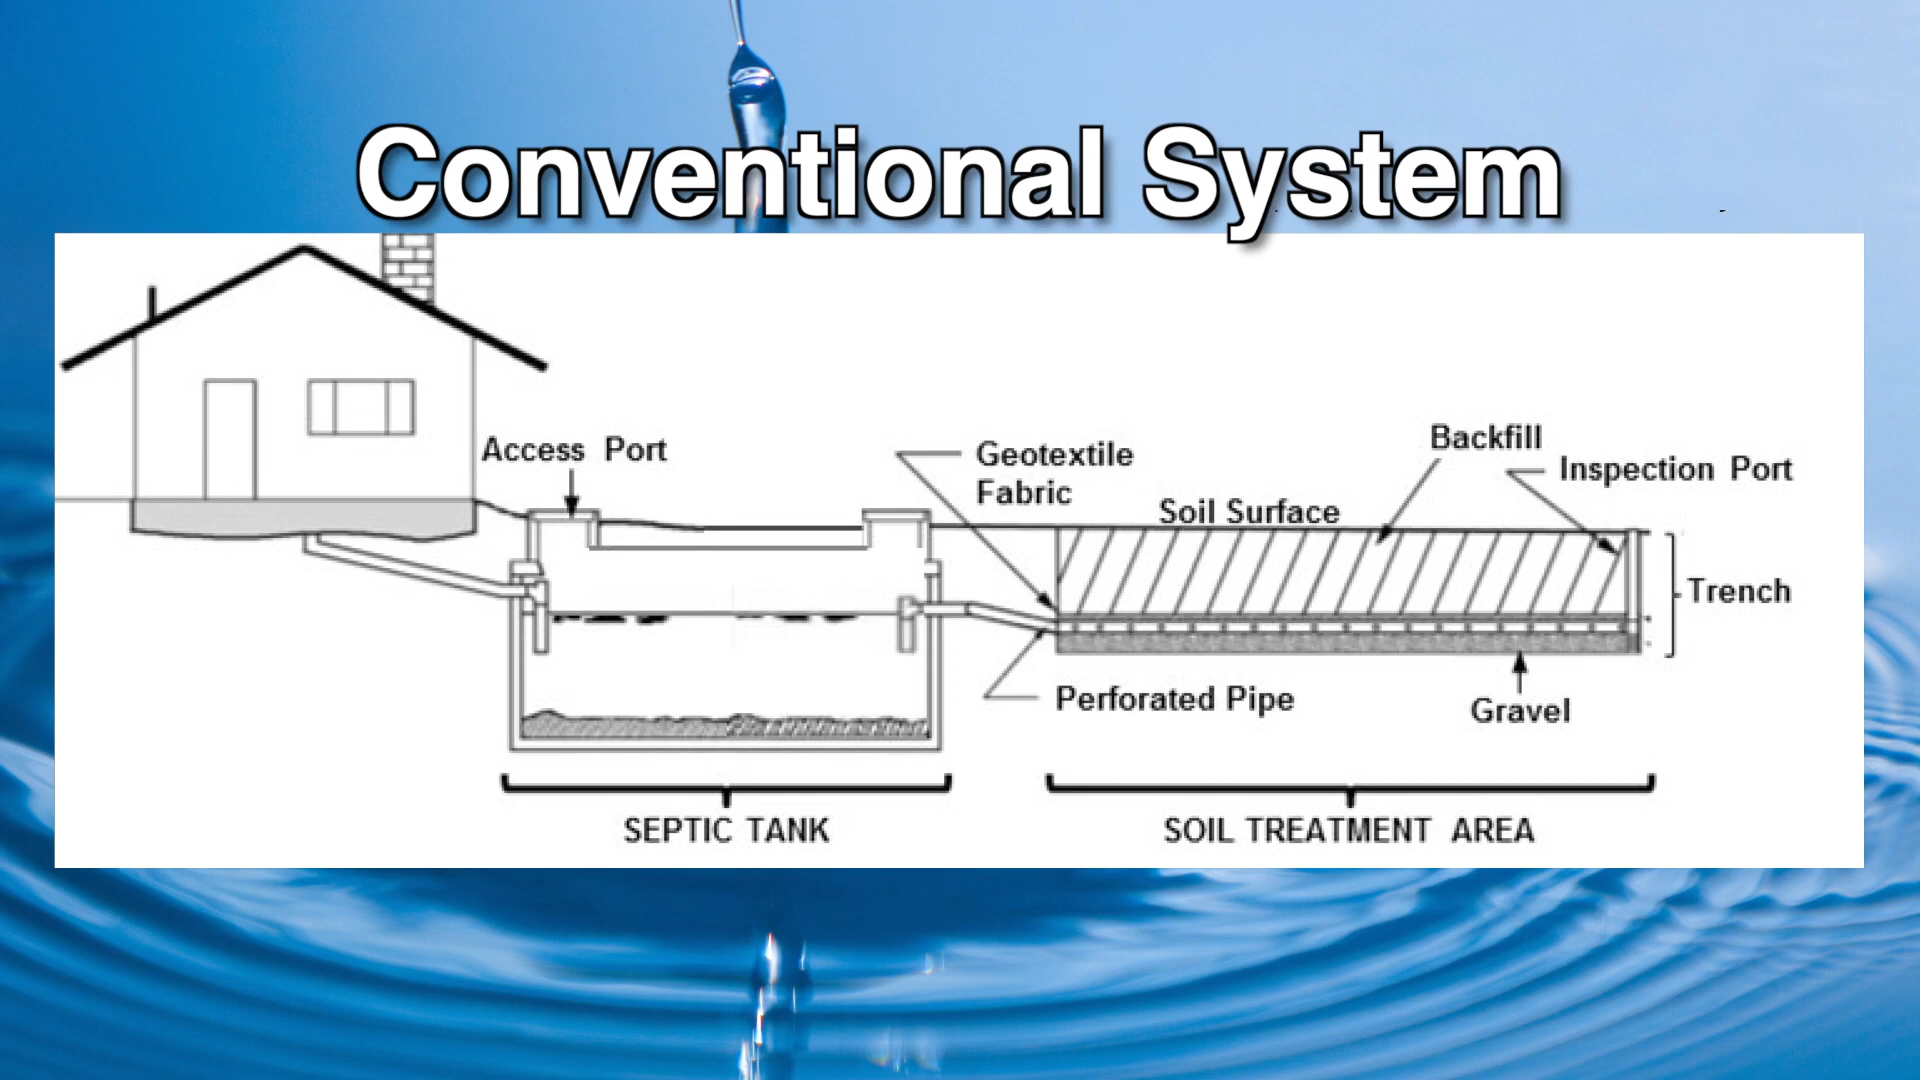 Conventional System
Access Port
Geotextile
Fabric
Soil Surface
Backfill
Inspection Port
Trench
Perforated Pipe
Gravel
SEPTIC TANK
SOIL TREATMENT AREA